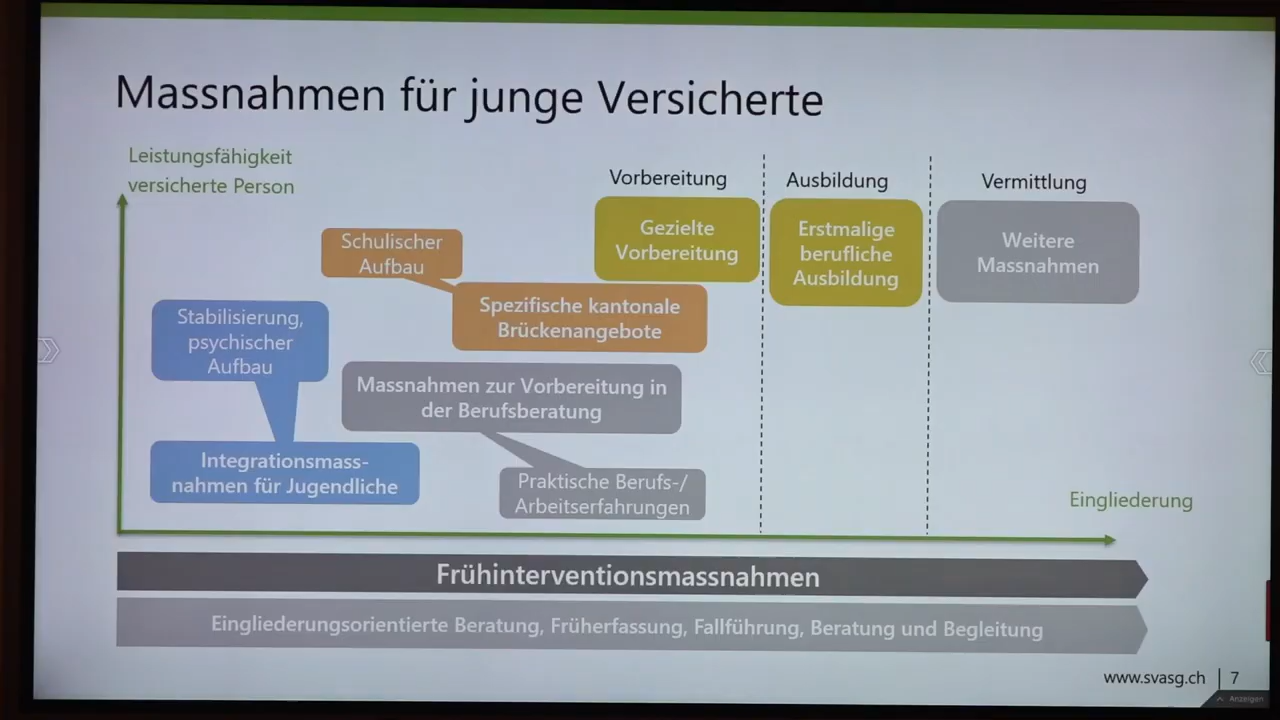 Massnahmen für junge Versicherte
Leistungsfähigkeit
versicherte Person
Vorbereitung
Ausbildung
Vermittlung
Gezielte
Vorbereitung
Erstmalige
berufliche
Ausbildung
Weitere
Massnahmen
Schulischer
Aufbau
Spezifische kantonale
Brückenangebote
Stabilisierung,
psychischer
Aufbau
Massnahmen zur Vorbereitung in
der Berufsberatung
Integrationsmass-
nahmen für Jugendliche
Praktische Berufs-/
Arbeitserfahrungen
Eingliederung
Frühinterventionsmassnahmen
Eingliederungsorientierte Beratung, Früherfassung, Fallführung, Beratung und Begleitung
www.svasg.ch | 7
Anzeigen